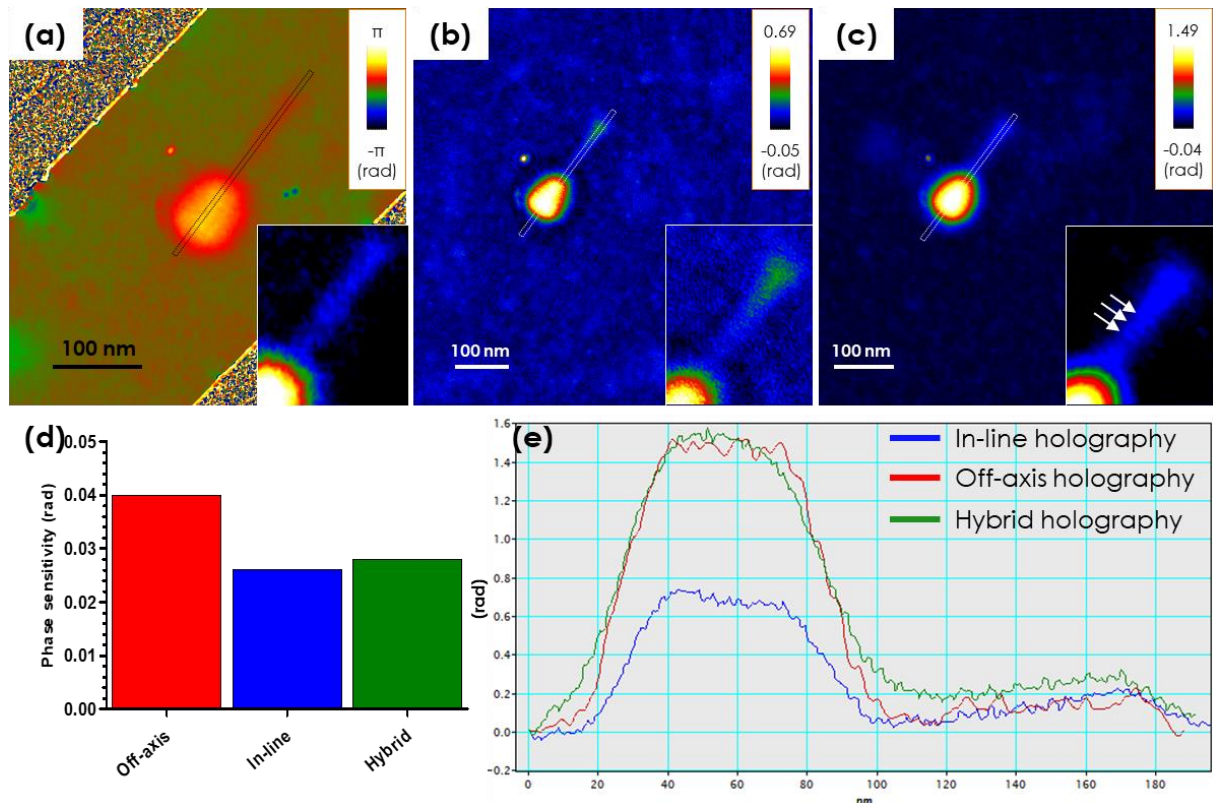 (a)
π
-π
(rad)
100 nm
(b)
0.69
-0.05
(rad)
100 nm
(c)
1.49
-0.04
(rad)
100 nm
(d)
Phase sensitivity (rad)
0.05
0.04
0.03
0.02
0.01
0.00
Off-axis
In-line
Hybrid
(e)
In-line holography
Off-axis holography
Hybrid holography
(rad)
1.6
1.4
1.2
1.0
0.8
0.6
0.4
0.2
0.0
-0.2
0
20
40
60
80
100
120
140
160
180
nm